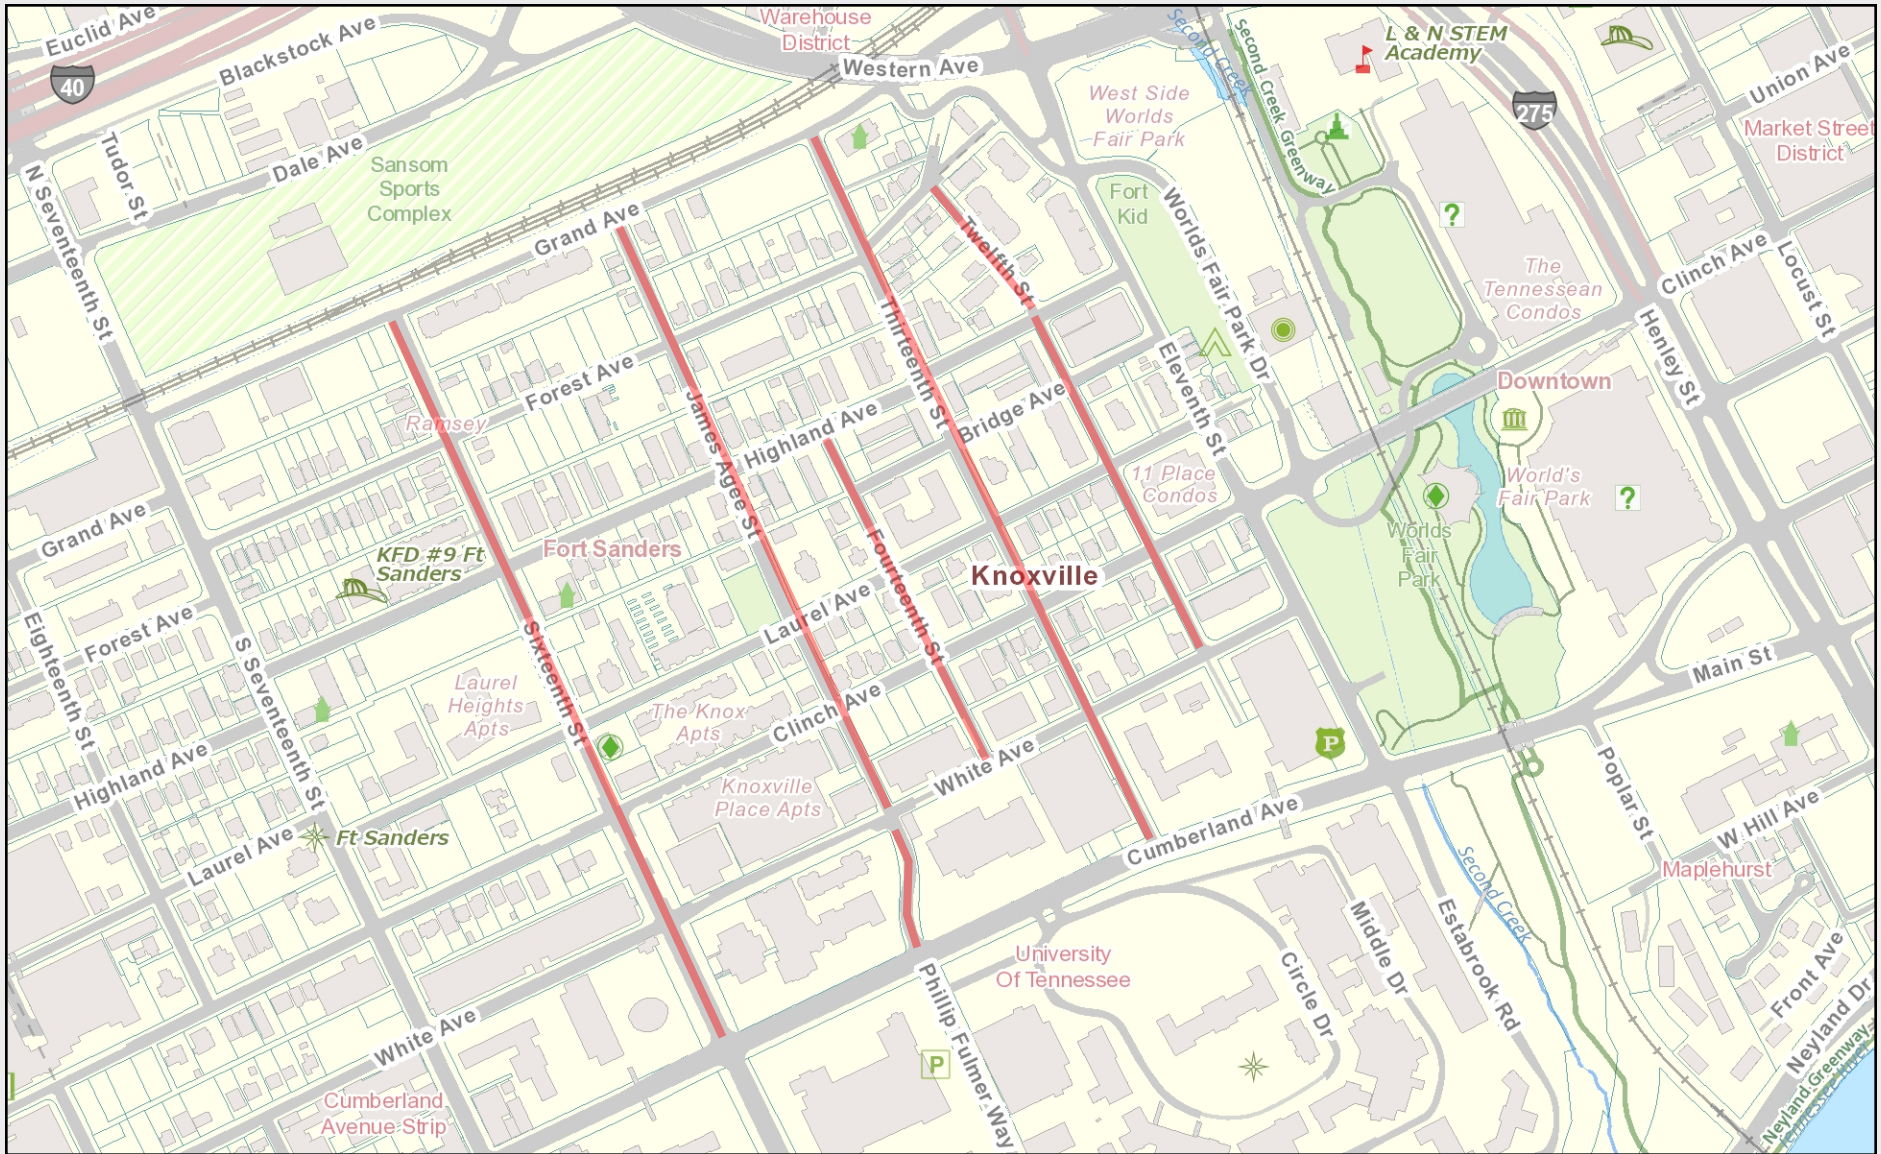 Euclid Ave
Blackstock Ave
Warehouse
District
Western Ave
Second Creek
Second Creek Greenway
L & N STEM
Academy
Union Ave
40
275
Tudor St
Dale Ave
Sansom
Sports
Complex
West Side
Worlds
Fair Park
Market Street
District
N Seventeenth St
Grand Ave
Fort
Kid
Worlds Fair Park Dr
?
Twelfth St
Clinch Ave
Locust St
The
Tennessean
Condos
Thirteenth St
Henley St
Forest Ave
Eleventh St
Downtown
Ramsey
James Agee St
Highland Ave
Bridge Ave
11 Place
Condos
World's
Fair Park
?
Grand Ave
KFD #9 Ft
Sanders
Fort Sanders
Fourteenth St
Knoxville
Worlds
Fair
Park
Laurel Ave
Forest Ave
Eighteenth St
S Seventeenth St
Sixteenth St
Main St
Laurel
Heights
Apts
The Knox
Apts
Clinch Ave
P
Highland Ave
White Ave
Knoxville
Place Apts
Poplar St
W Hill Ave
Cumberland Ave
Laurel Ave
Ft Sanders
Maplehurst
Second Creek
Estabrook Rd
Middle Dr
University
Of Tennessee
Circle Dr
Phillip Fulmer Way
Front Ave
White Ave
P
Neyland Dr
Neyland Greenway
Cumberland
Avenue Strip